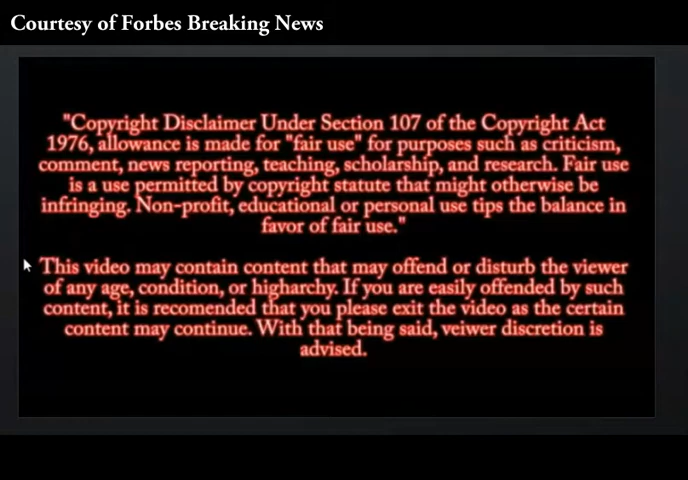 Courtesy of Forbes Breaking News
"Copyright Disclaimer Under Section 107 of the Copyright Act
1976, allowance is made for "fair use" for purposes such as criticism,
comment, news reporting, teaching, scholarship, and research. Fair use
is a use permitted by copyright statute that might otherwise be
infringing. Non-profit, educational or personal use tips the balance in
favor of fair use."
This video may contain content that may offend or disturb the viewer
of any age, condition, or higharchy. If you are easily offended by such
content, it is recomended that you please exit the video as the certain
content may continue. With that being said, veiwer discretion is
advised.